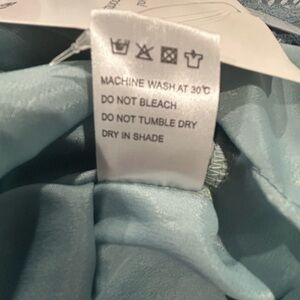 MACHINE WASH AT 30℃
DO NOT BLEACH
DO NOT TUMBLE DRY
DRY IN SHADE